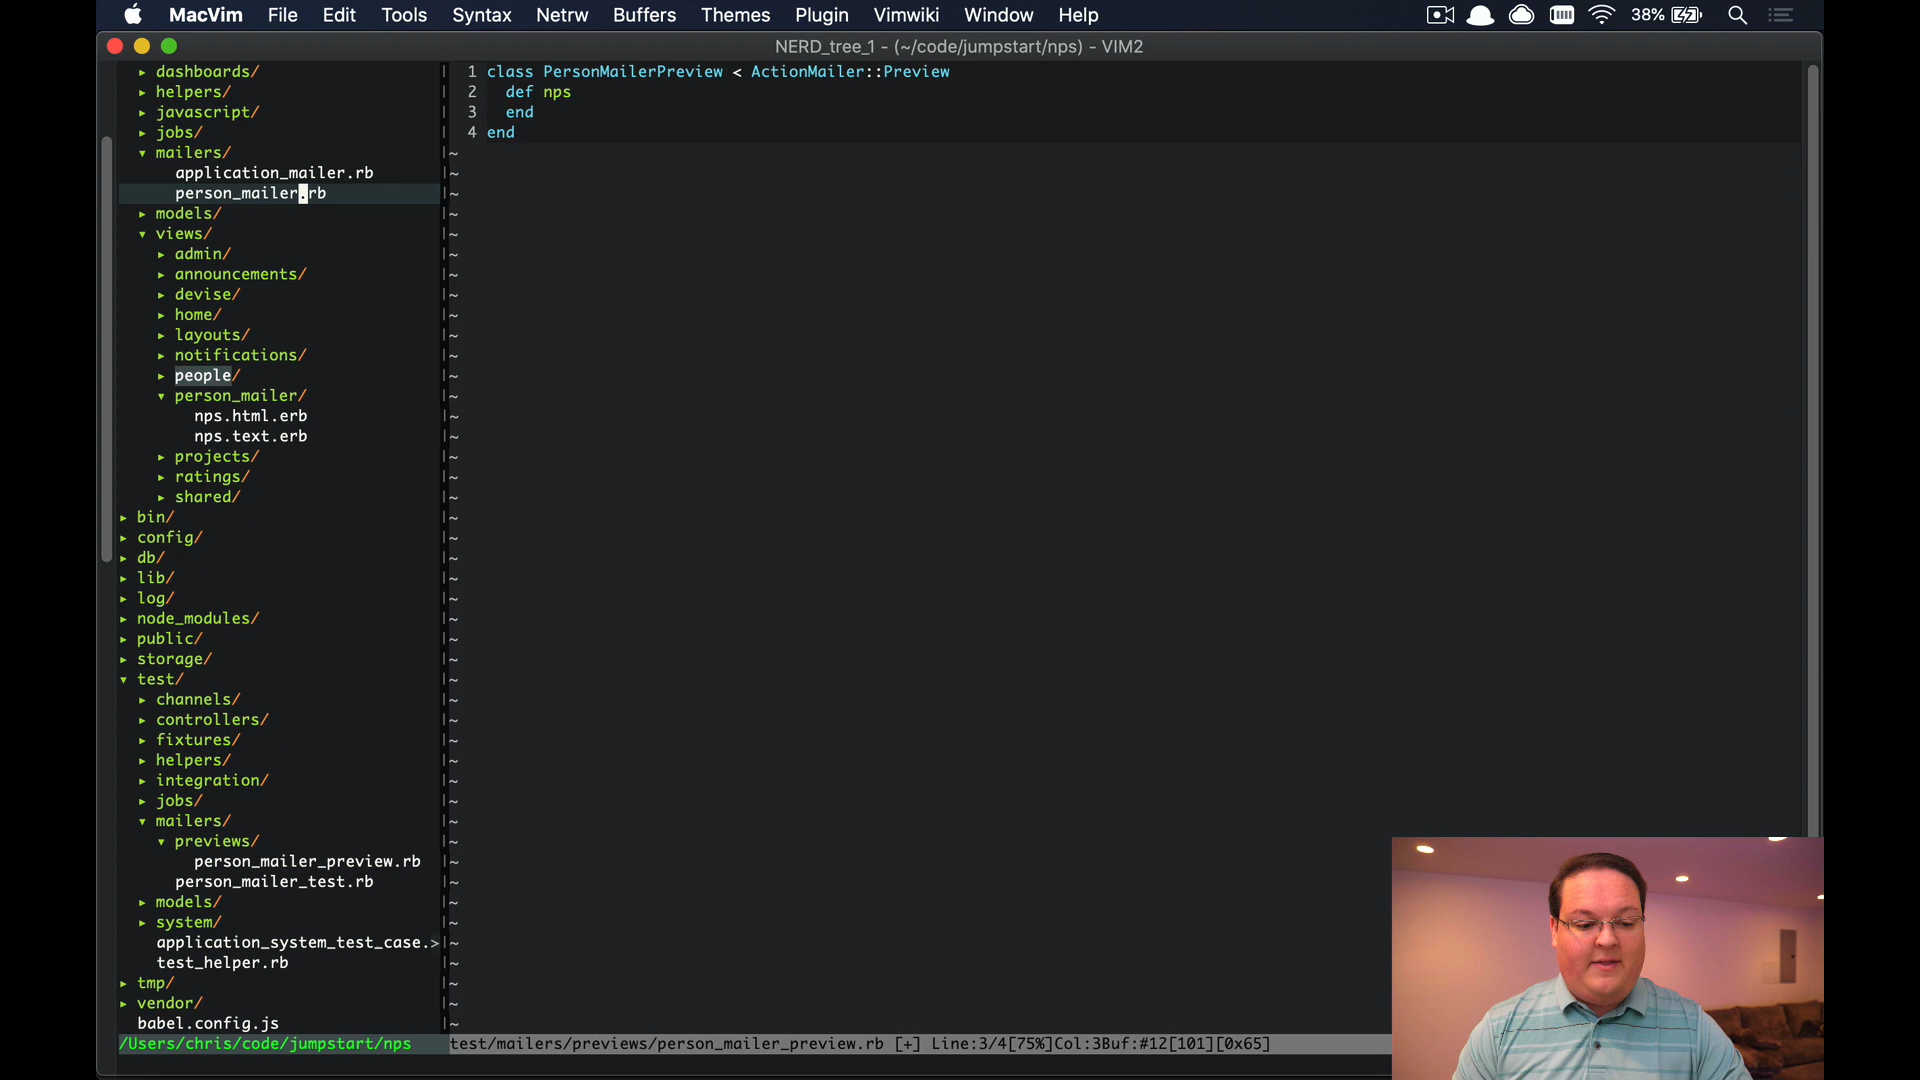 MacVim File Edit Tools Syntax Netrw Buffers Themes Plugin Vimwiki Window Help 38%
NERD_tree_1 - (~/code/jumpstart/nps) - VIM2
▸ dashboards/
▸ helpers/
▸ javascript/
▸ jobs/
▾ mailers/
application_mailer.rb
person_mailer.rb
▸ models/
▾ views/
▸ admin/
▸ announcements/
▸ devise/
▸ home/
▸ layouts/
▸ notifications/
▸ people/
▾ person_mailer/
nps.html.erb
nps.text.erb
▸ projects/
▸ ratings/
▸ shared/
▸ bin/
▸ config/
▸ db/
▸ lib/
▸ log/
▸ node_modules/
▸ public/
▸ storage/
▾ test/
▸ channels/
▸ controllers/
▸ fixtures/
▸ helpers/
▸ integration/
▸ jobs/
▾ mailers/
▾ previews/
person_mailer_preview.rb
person_mailer_test.rb
▸ models/
▸ system/
application_system_test_case.>
test_helper.rb
▸ tmp/
▸ vendor/
babel.config.js
/Users/chris/code/jumpstart/nps
1 class PersonMailerPreview < ActionMailer::Preview
2 def nps
3 end
4 end
test/mailers/previews/person_mailer_preview.rb [+] Line:3/4[75%]Col:3Buf:#12[101][0x65]